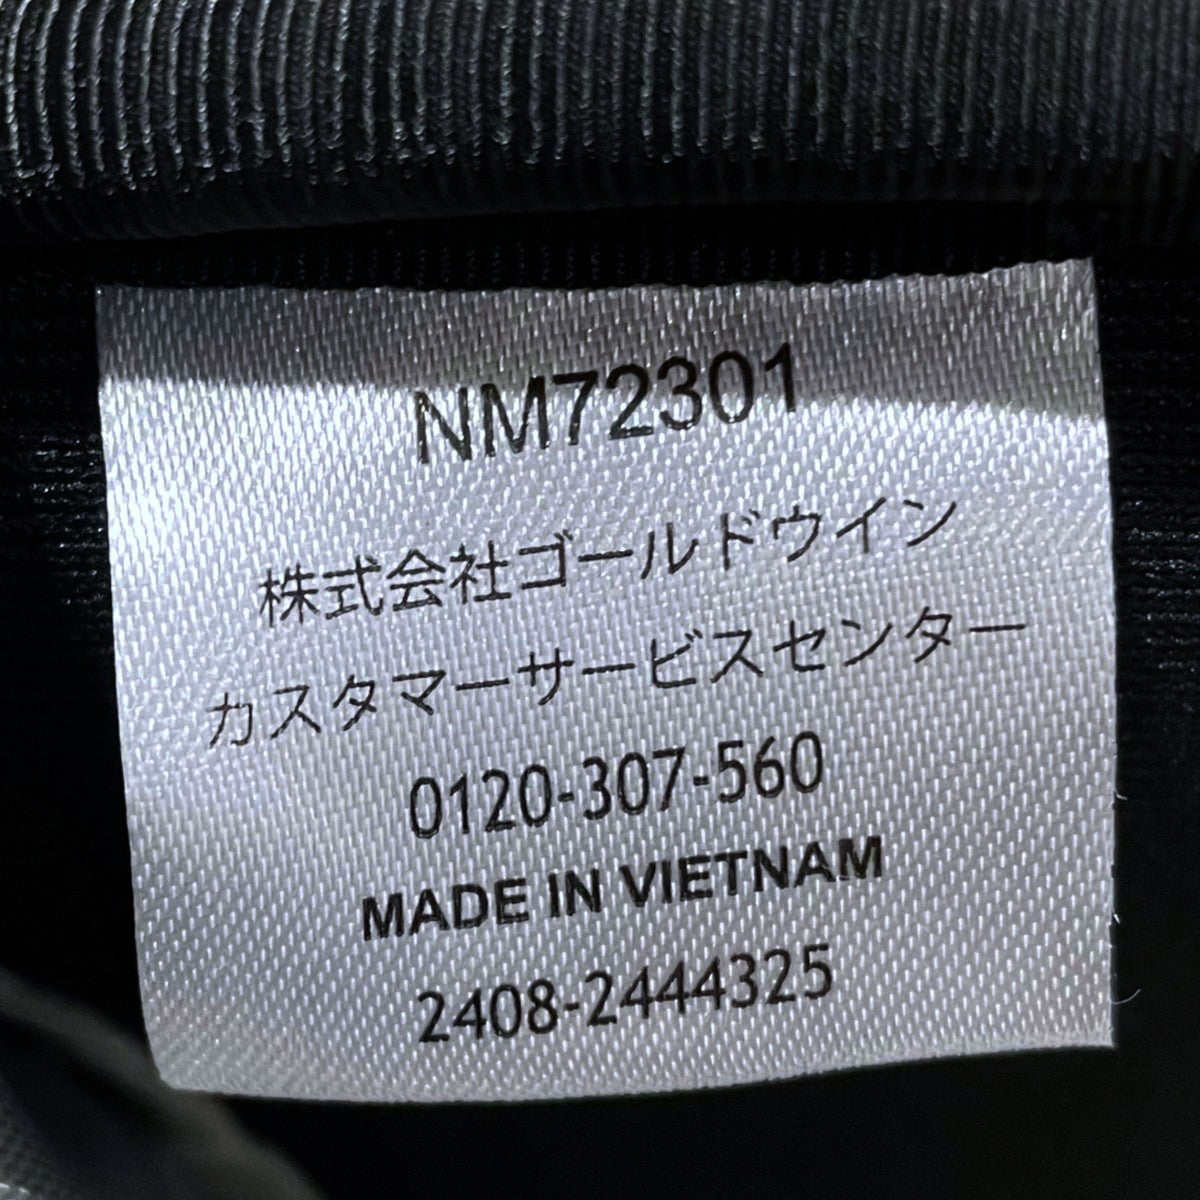 NM72301
株式会社ゴールドウイン
カスタマーサービスセンター
0120-307-560
MADE IN VIETNAM
2408-2444325